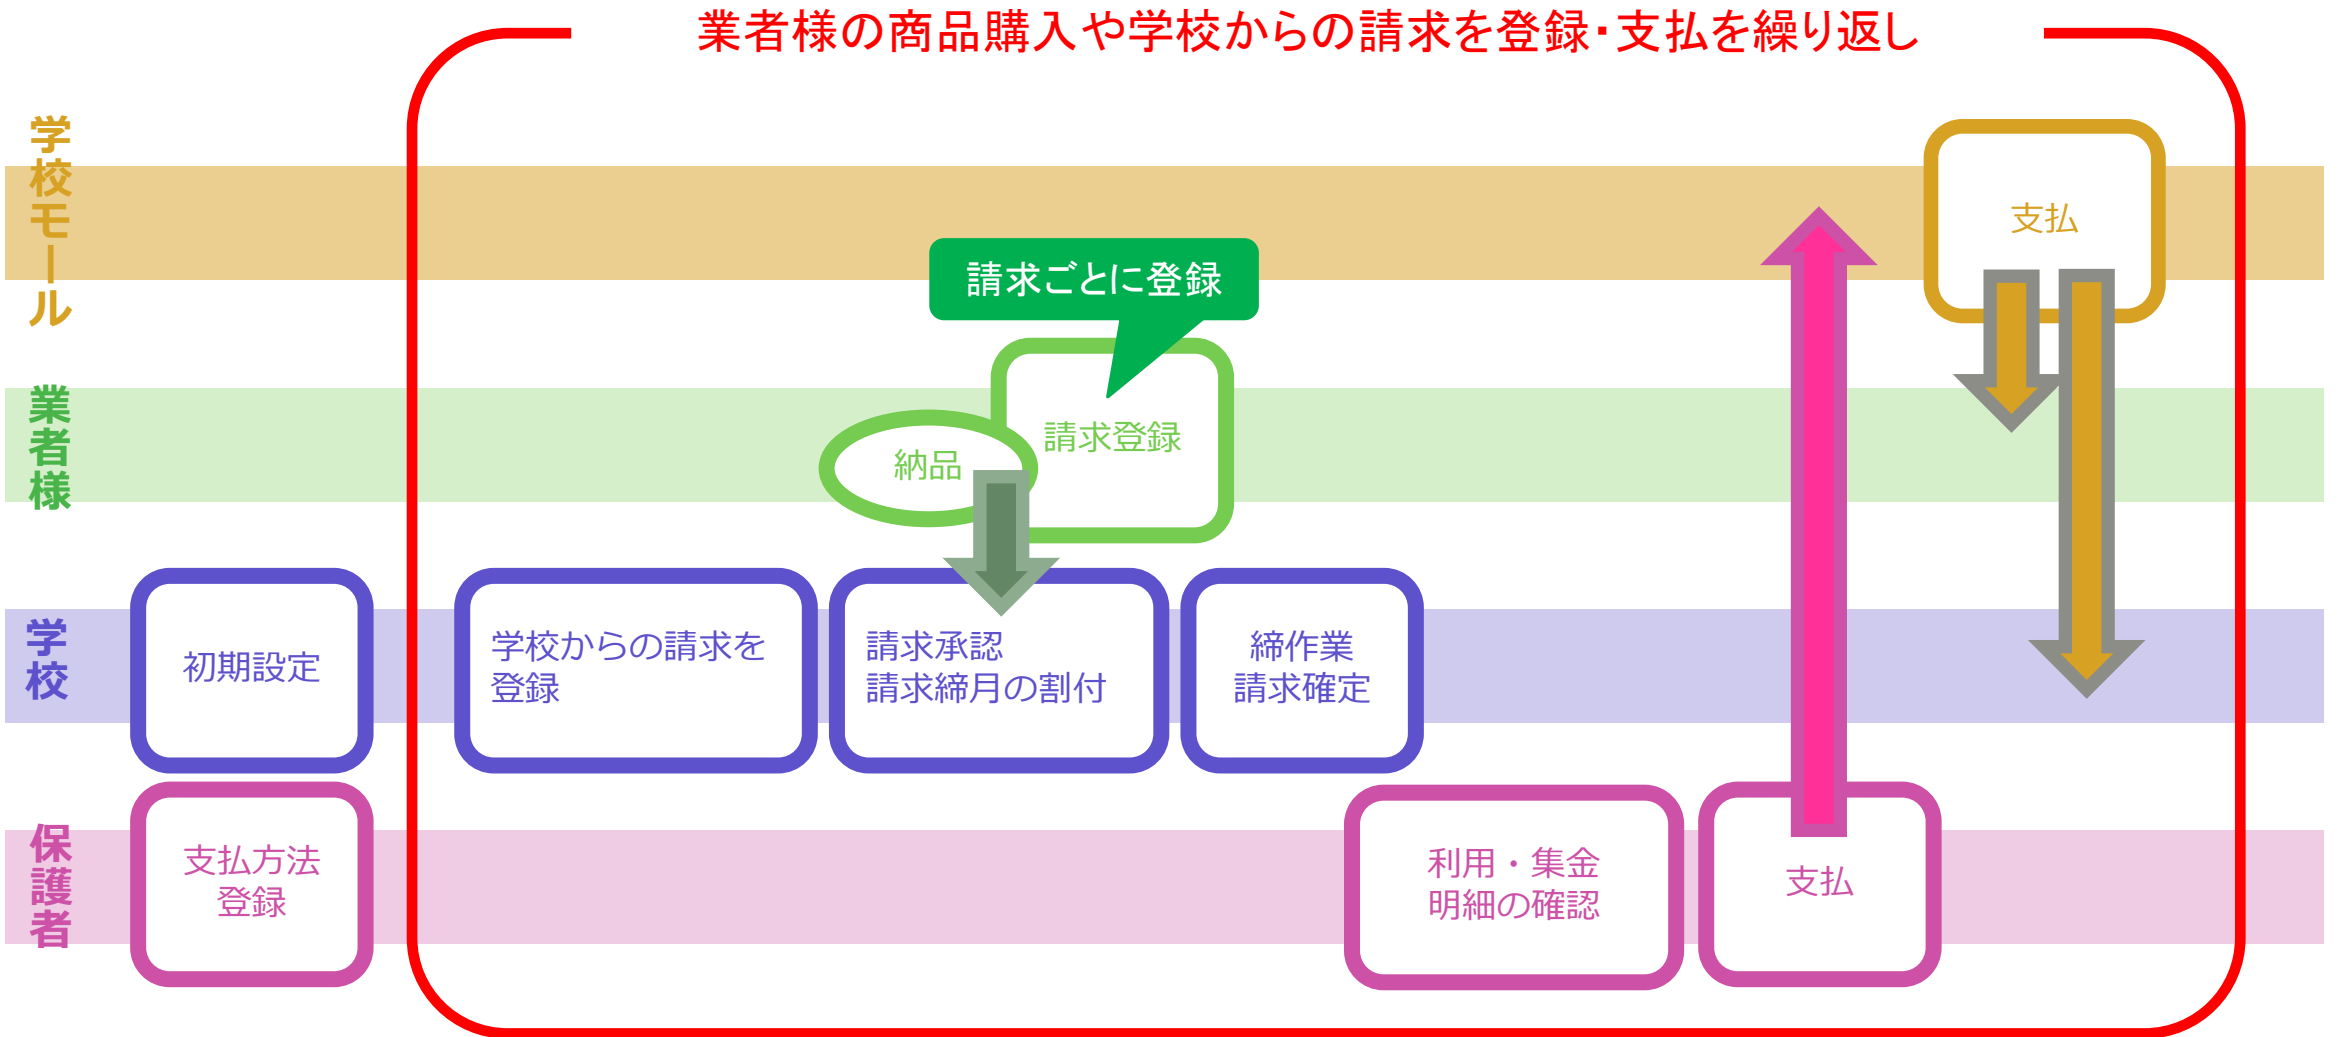 業者様の商品購入や学校からの請求を登録・支払を繰り返し
学校モール
支払
請求ごとに登録
業者様
請求登録
納品
学校
初期設定
学校からの請求を
登録
請求承認
請求締月の割付
締作業
請求確定
保護者
支払方法
登録
利用・集金
明細の確認
支払